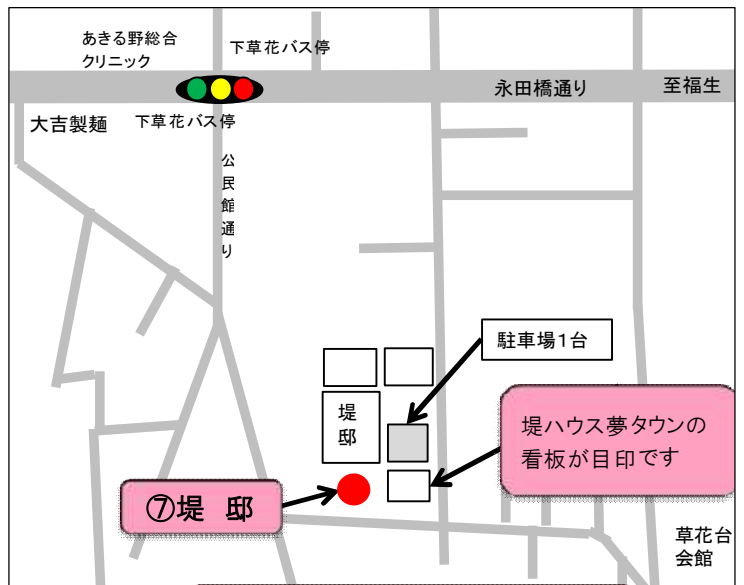 あきる野総合
クリニック
下草花バス停
永田橋通り
至福生
大吉製麺
下草花バス停
公民館通り
駐車場1台
堤邸
堤ハウス夢タウンの
看板が目印です
⑦堤 邸
草花台
会館